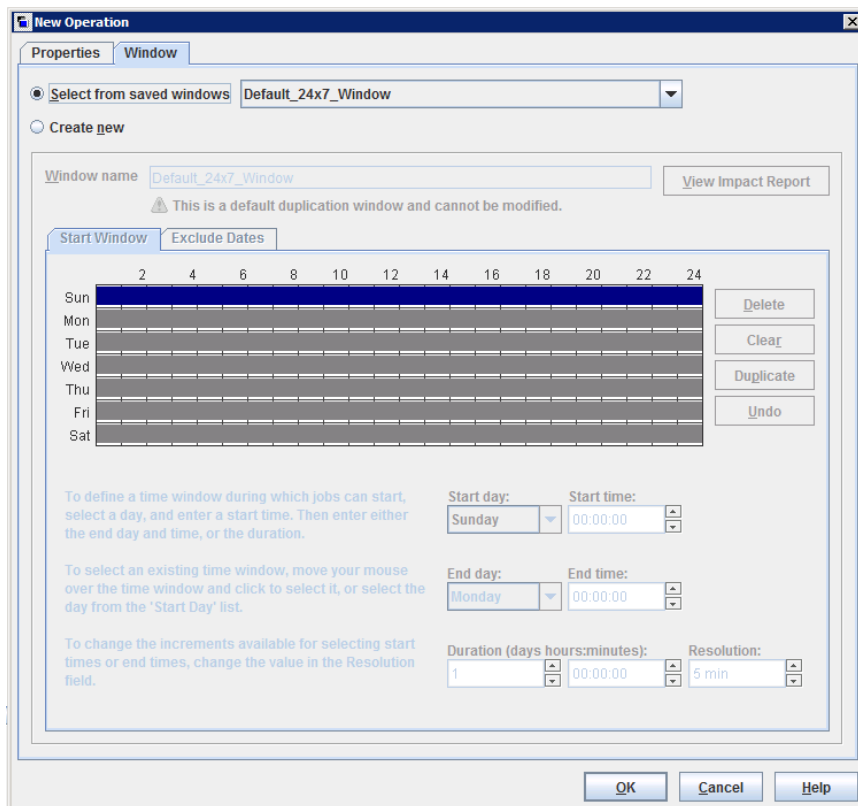 New Operation
Properties
Window
Select from saved windows
Default_24x7_Window
Create new
Window name
Default_24x7_Window
View Impact Report
This is a default duplication window and cannot be modified.
Start Window
Exclude Dates
2 4 6 8 10 12 14 16 18 20 22 24
Sun
Mon
Tue
Wed
Thu
Fri
Sat
Delete
Clear
Duplicate
Undo
To define a time window during which jobs can start,
select a day, and enter a start time. Then enter either
the end day and time, or the duration.
Start day:
Start time:
Sunday
00:00:00
To select an existing time window, move your mouse
over the time window and click to select it, or select the
day from the 'Start Day' list.
End day:
End time:
Monday
00:00:00
To change the increments available for selecting start
times or end times, change the value in the Resolution
field.
Duration (days hours:minutes):
Resolution:
1
00:00:00
5 min
OK
Cancel
Help